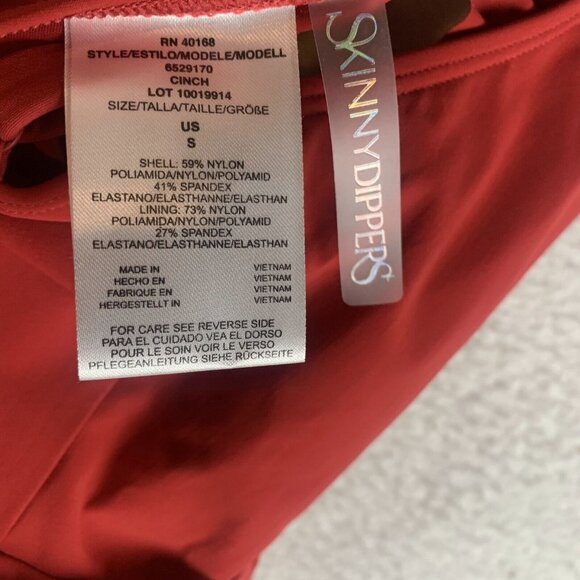 RN 40168
STYLE/ESTILO/MODELE/MODELL
6529170
CINCH
LOT 10019914
SIZE/TALLA/TAILLE/GRÖßE
US
S
SHELL: 59% NYLON
POLIAMIDA/NYLON/POLYAMID
41% SPANDEX
ELASTANO/ELASTHANNE/ELASTHAN
LINING: 73% NYLON
POLIAMIDA/NYLON/POLYAMID
27% SPANDEX
ELASTANO/ELASTHANNE/ELASTHAN
MADE IN VIETNAM
HECHO EN VIETNAM
FABRIQUE EN VIETNAM
HERGESTELLT IN VIETNAM
FOR CARE SEE REVERSE SIDE
PARA EL CUIDADO VEA EL DORSO
POUR LE SOIN VOIR LE VERSO
PFLEGEANLEITUNG SIEHE RÜCKSEITE
SKINNYDIPPERS